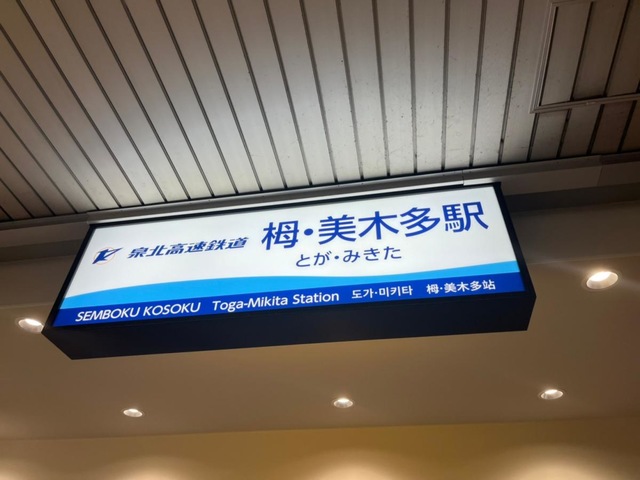 泉北高速鉄道 栂・美木多駅
とが・みきた
SEMBOKU KOSOKU Toga-Mikita Station 도가·미키타 栂·美木多站